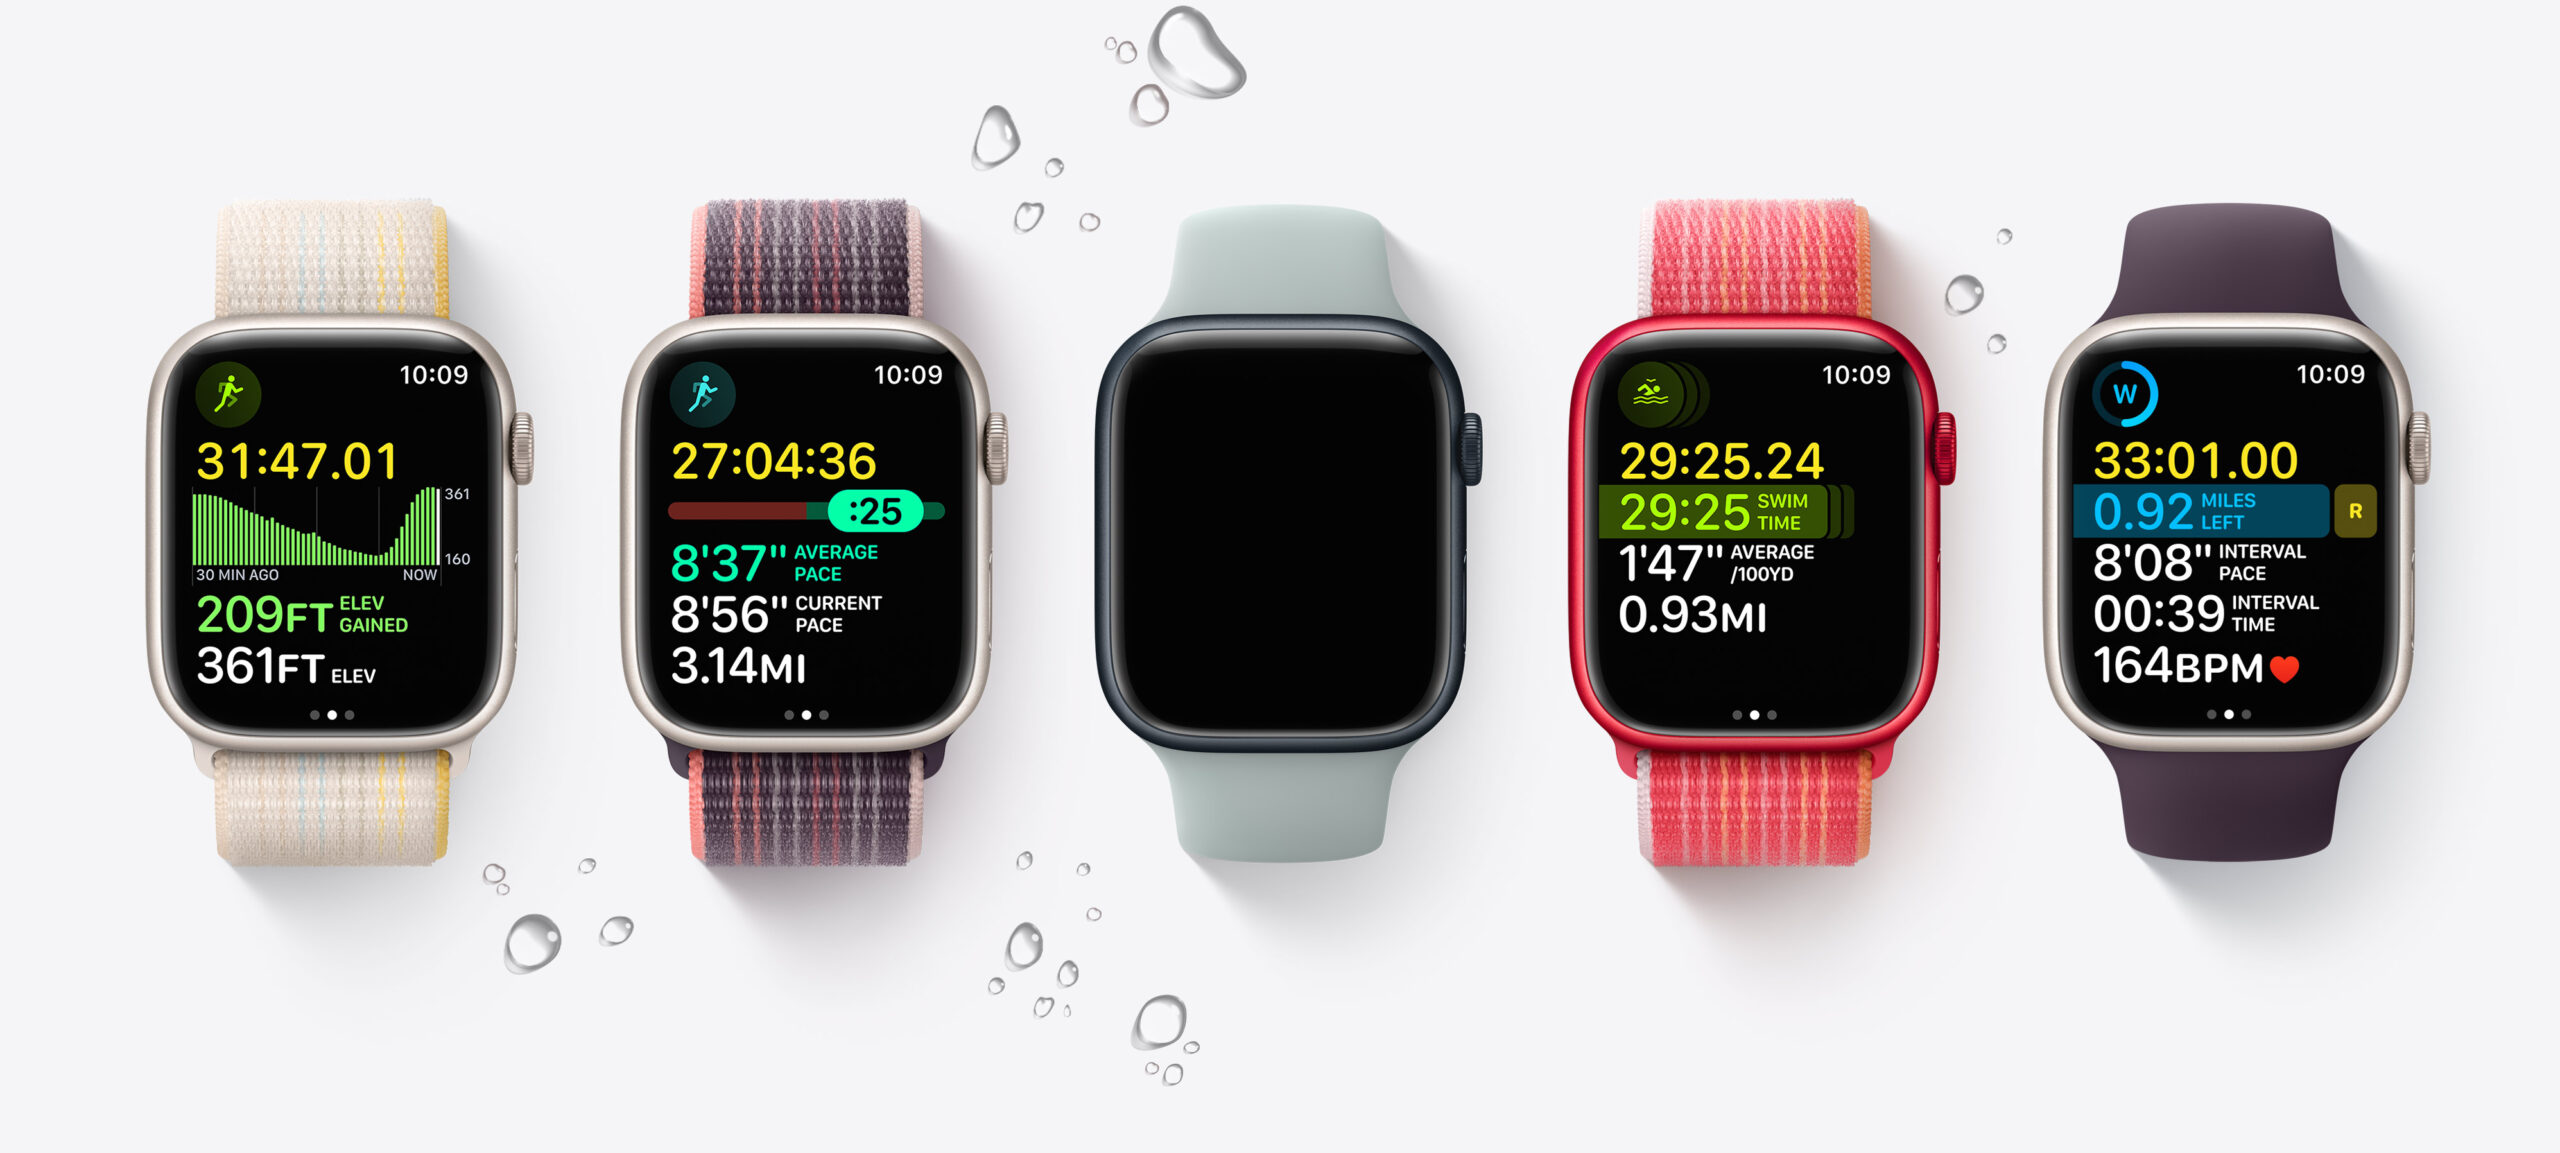 10:09
31:47.01
361
160
30 MIN AGO NOW
209FT ELEV GAINED
361FT ELEV
10:09
27:04:36
:25
8'37" AVERAGE PACE
8'56" CURRENT PACE
3.14MI
10:09
29:25.24
29:25 SWIM TIME
1'47" AVERAGE /100YD
0.93MI
W
10:09
33:01.00
0.92 MILES LEFT R
8'08" INTERVAL PACE
00:39 INTERVAL TIME
164BPM